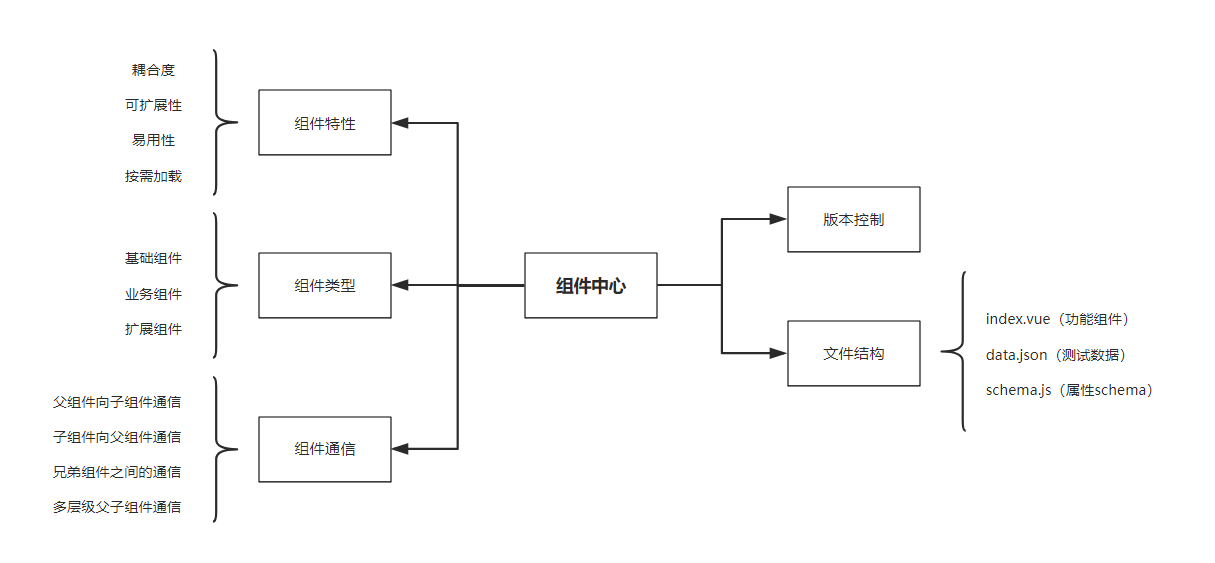 耦合度
可扩展性
易用性
按需加载
组件特性
基础组件
业务组件
扩展组件
组件类型
父组件向子组件通信
子组件向父组件通信
兄弟组件之间的通信
多层级父子组件通信
组件通信
组件中心
版本控制
文件结构
index.vue（功能组件）
data.json（测试数据）
schema.js（属性schema）